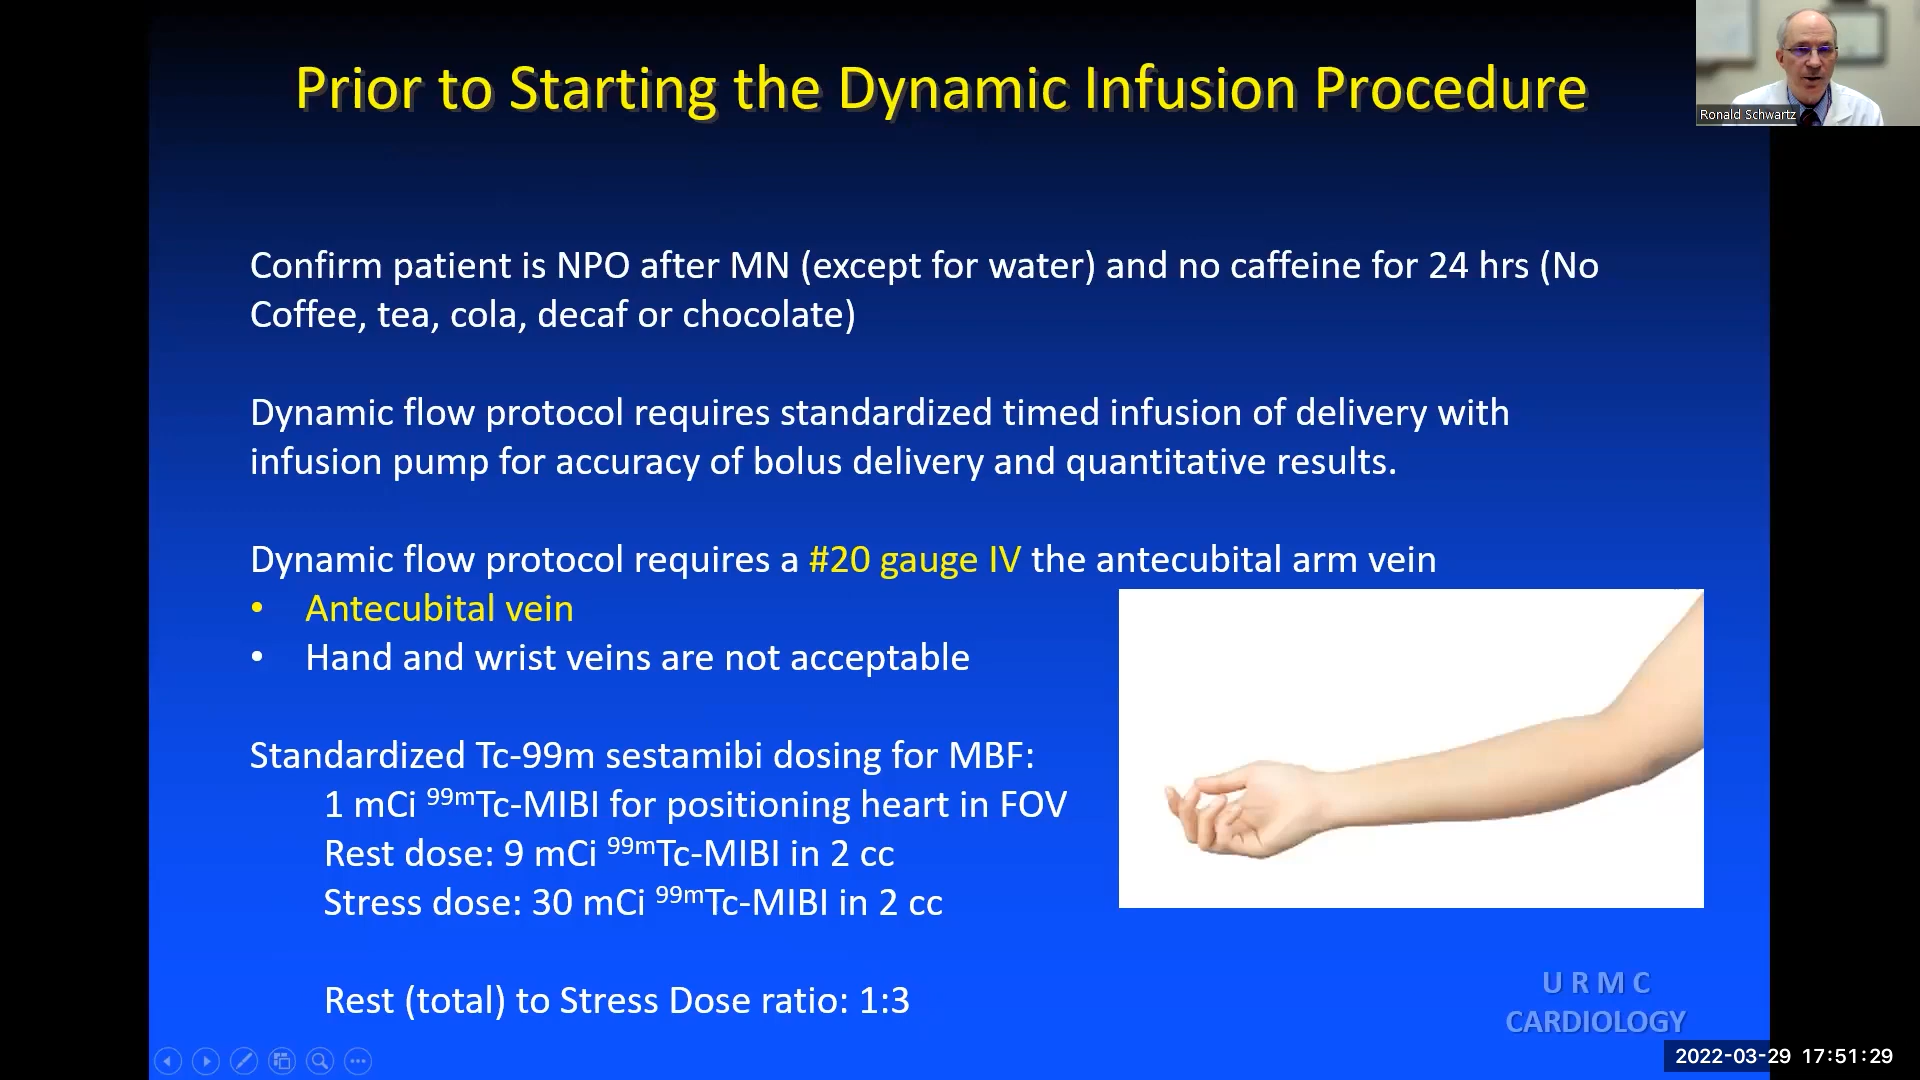 Prior to Starting the Dynamic Infusion Procedure
Ronald Schwartz
Confirm patient is NPO after MN (except for water) and no caffeine for 24 hrs (No
Coffee, tea, cola, decaf or chocolate)
Dynamic flow protocol requires standardized timed infusion of delivery with
infusion pump for accuracy of bolus delivery and quantitative results.
Dynamic flow protocol requires a #20 gauge IV the antecubital arm vein
• Antecubital vein
• Hand and wrist veins are not acceptable
Standardized Tc-99m sestamibi dosing for MBF:
1 mCi ⁹⁹ᵐTc-MIBI for positioning heart in FOV
Rest dose: 9 mCi ⁹⁹ᵐTc-MIBI in 2 cc
Stress dose: 30 mCi ⁹⁹ᵐTc-MIBI in 2 cc
Rest (total) to Stress Dose ratio: 1:3
U R M C
CARDIOLOGY
2022-03-29 17:51:29